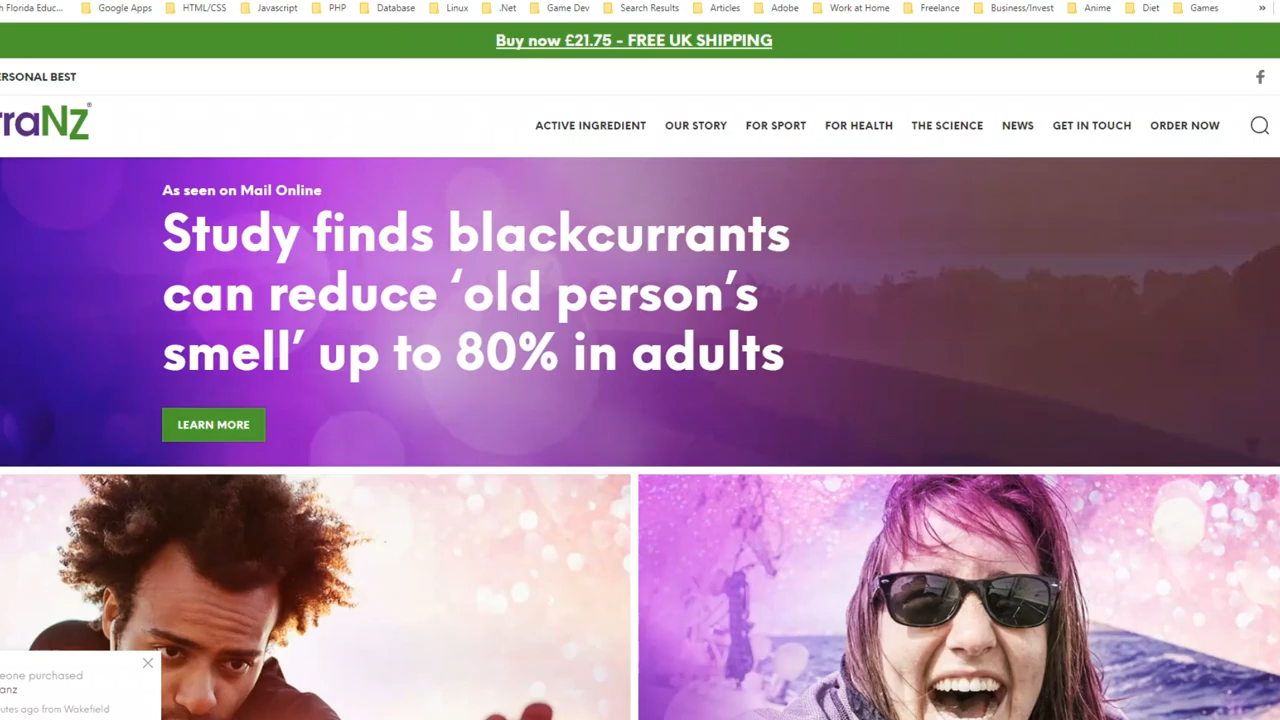 Florida Educ...
Google Apps
HTML/CSS
Javascript
PHP
Database
Linux
.Net
Game Dev
Search Results
Articles
Adobe
Work at Home
Freelance
Business/Invest
Anime
Diet
Games
»
Buy now £21.75 - FREE UK SHIPPING
ERSONAL BEST
raNZ®
ACTIVE INGREDIENT
OUR STORY
FOR SPORT
FOR HEALTH
THE SCIENCE
NEWS
GET IN TOUCH
ORDER NOW
As seen on Mail Online
Study finds blackcurrants
can reduce ‘old person’s
smell’ up to 80% in adults
LEARN MORE
eone purchased
anz
utes ago from Wakefield